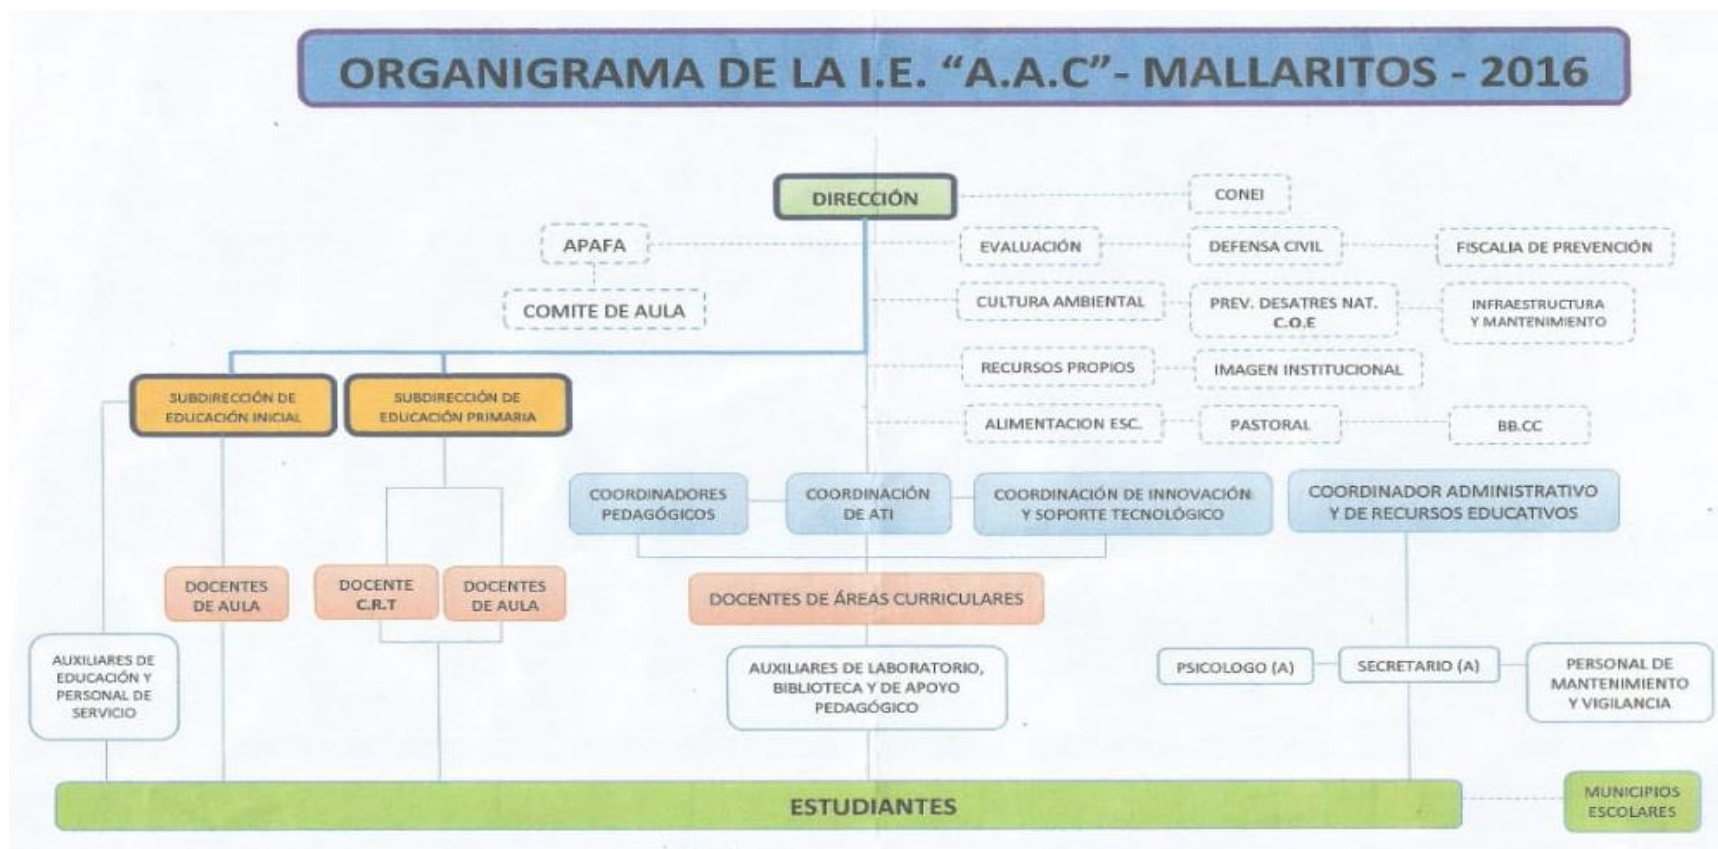 ORGANIGRAMA DE LA I.E. “A.A.C”- MALLARITOS - 2016
DIRECCIÓN
CONEI
APAFA
EVALUACIÓN
DEFENSA CIVIL
FISCALIA DE PREVENCIÓN
COMITE DE AULA
CULTURA AMBIENTAL
PREV. DESATRES NAT.
C.O.E
INFRAESTRUCTURA
Y MANTENIMIENTO
RECURSOS PROPIOS
IMAGEN INSTITUCIONAL
SUBDIRECCIÓN DE
EDUCACIÓN INICIAL
SUBDIRECCIÓN DE
EDUCACIÓN PRIMARIA
ALIMENTACION ESC.
PASTORAL
BB.CC
COORDINADORES
PEDAGÓGICOS
COORDINACIÓN
DE ATI
COORDINACIÓN DE INNOVACIÓN
Y SOPORTE TECNOLÓGICO
COORDINADOR ADMINISTRATIVO
Y DE RECURSOS EDUCATIVOS
DOCENTES
DE AULA
DOCENTE
C.R.T
DOCENTES
DE AULA
DOCENTES DE ÁREAS CURRICULARES
AUXILIARES DE
EDUCACIÓN Y
PERSONAL DE
SERVICIO
AUXILIARES DE LABORATORIO,
BIBLIOTECA Y DE APOYO
PEDAGÓGICO
PSICOLOGO (A)
SECRETARIO (A)
PERSONAL DE
MANTENIMIENTO
Y VIGILANCIA
ESTUDIANTES
MUNICIPIOS
ESCOLARES